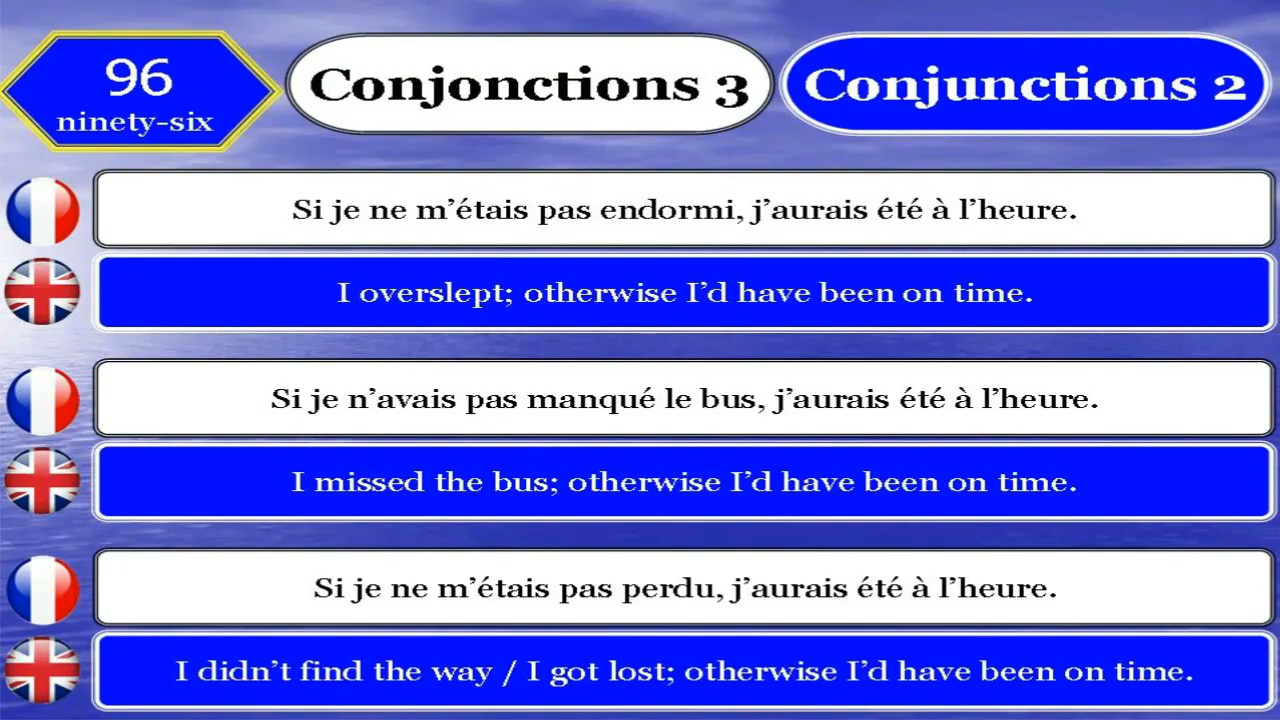 96
ninety-six
Conjonctions 3
Conjunctions 2
Si je ne m’étais pas endormi, j’aurais été à l’heure.
I overslept; otherwise I’d have been on time.
Si je n’avais pas manqué le bus, j’aurais été à l’heure.
I missed the bus; otherwise I’d have been on time.
Si je ne m’étais pas perdu, j’aurais été à l’heure.
I didn’t find the way / I got lost; otherwise I’d have been on time.